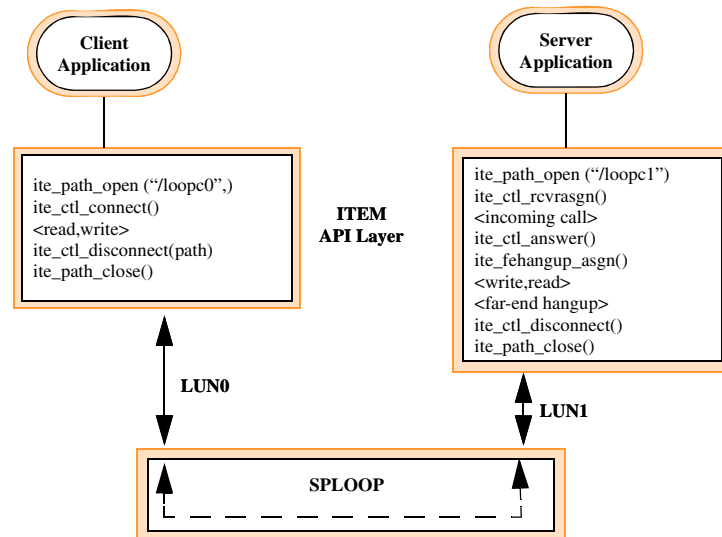 Client
Application
Server
Application
ite_path_open (“/loopc0”,)
ite_ctl_connect()
<read,write>
ite_ctl_disconnect(path)
ite_path_close()
ITEM
API Layer
ite_path_open (“/loopc1”)
ite_ctl_rcvrasgn()
<incoming call>
ite_ctl_answer()
ite_fehangup_asgn()
<write,read>
<far-end hangup>
ite_ctl_disconnect()
ite_path_close()
LUN0
LUN1
SPLOOP